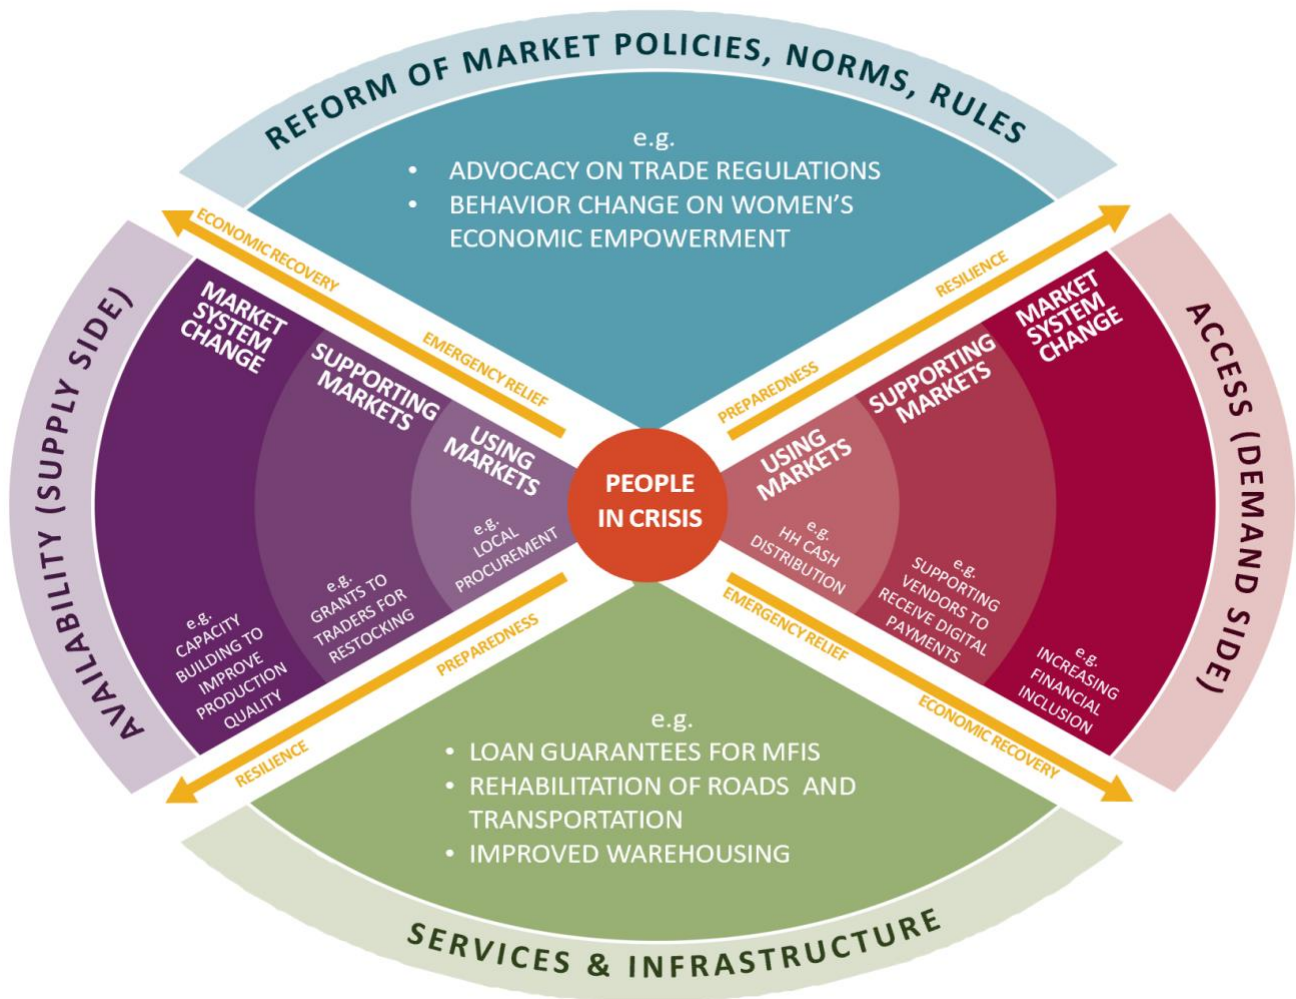 REFORM OF MARKET POLICIES, NORMS, RULES
e.g.
• ADVOCACY ON TRADE REGULATIONS
• BEHAVIOR CHANGE ON WOMEN’S
ECONOMIC EMPOWERMENT
ECONOMIC RECOVERY
EMERGENCY RELIEF
PREPAREDNESS
RESILIENCE
AVAILABILITY (SUPPLY SIDE)
MARKET
SYSTEM
CHANGE
e.g.
CAPACITY
BUILDING TO
IMPROVE
PRODUCTION
QUALITY
SUPPORTING
MARKETS
e.g.
GRANTS TO
TRADERS FOR
RESTOCKING
USING
MARKETS
e.g.
LOCAL
PROCUREMENT
PEOPLE
IN CRISIS
USING
MARKETS
e.g.
HH CASH
DISTRIBUTION
SUPPORTING
MARKETS
e.g.
SUPPORTING
VENDORS TO
RECEIVE DIGITAL
PAYMENTS
MARKET
SYSTEM
CHANGE
e.g.
INCREASING
FINANCIAL
INCLUSION
ACCESS (DEMAND SIDE)
PREPAREDNESS
RESILIENCE
EMERGENCY RELIEF
ECONOMIC RECOVERY
e.g.
• LOAN GUARANTEES FOR MFIS
• REHABILITATION OF ROADS AND
TRANSPORTATION
• IMPROVED WAREHOUSING
SERVICES & INFRASTRUCTURE